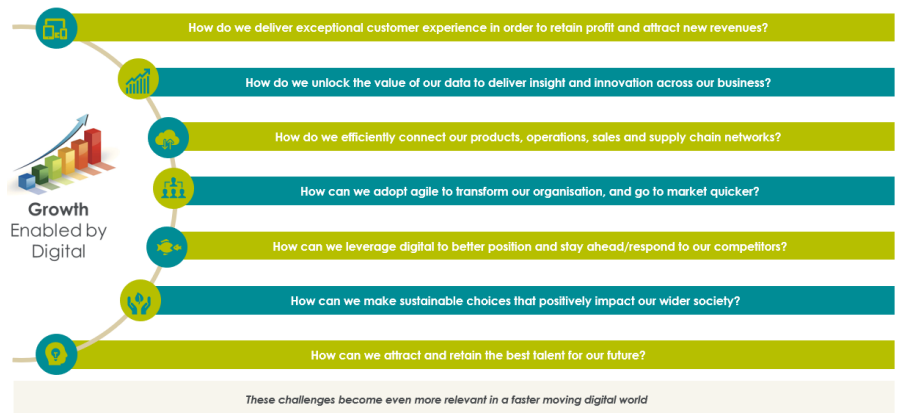 How do we deliver exceptional customer experience in order to retain profit and attract new revenues?
How do we unlock the value of our data to deliver insight and innovation across our business?
How do we efficiently connect our products, operations, sales and supply chain networks?
How can we adopt agile to transform our organisation, and go to market quicker?
Growth
Enabled by
Digital
How can we leverage digital to better position and stay ahead/respond to our competitors?
How can we make sustainable choices that positively impact our wider society?
How can we attract and retain the best talent for our future?
These challenges become even more relevant in a faster moving digital world